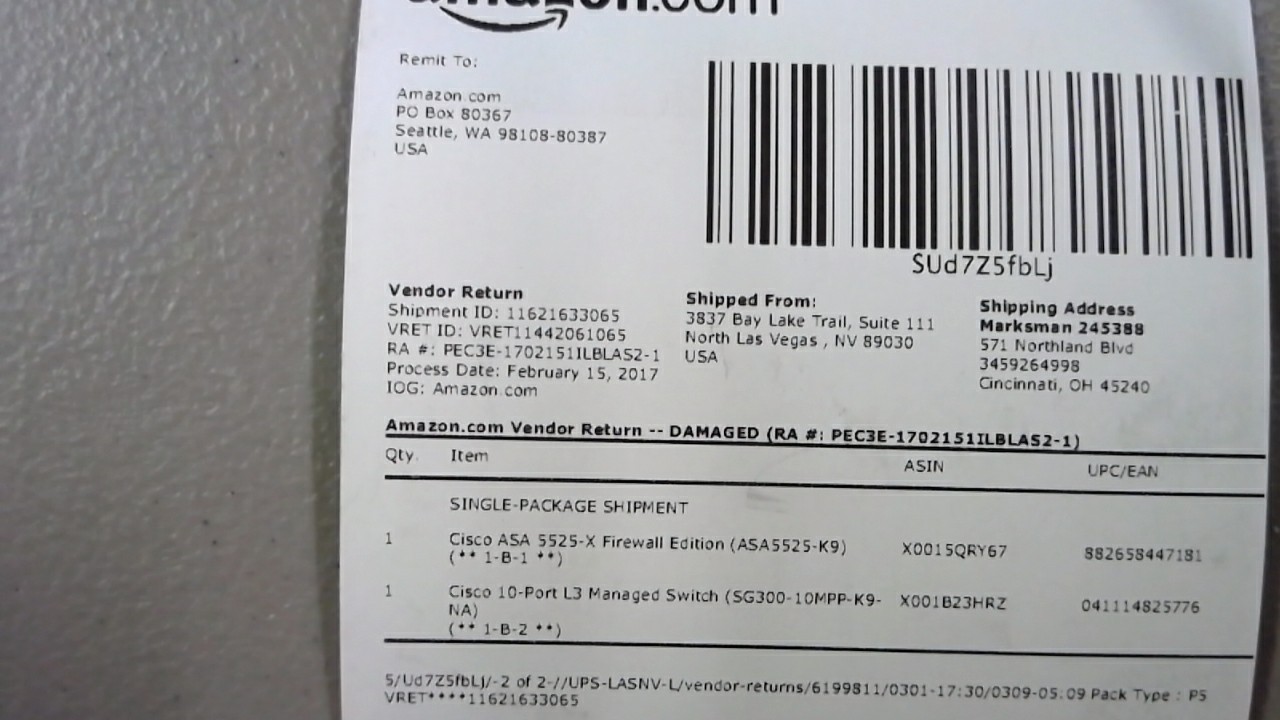 amazon.com
Remit To:
Amazon.com
PO Box 80367
Seattle, WA 98108-80387
USA
SUd7Z5fbLj
Vendor Return
Shipment ID: 11621633065
VRET ID: VRET11442061065
RA #: PEC3E-1702151ILBLAS2-1
Process Date: February 15, 2017
IOG: Amazon.com
Shipped From:
3837 Bay Lake Trail, Suite 111
North Las Vegas , NV 89030
USA
Shipping Address
Marksman 245388
571 Northland Blvd
3459264998
Cincinnati, OH 45240
Amazon.com Vendor Return -- DAMAGED (RA #: PEC3E-1702151ILBLAS2-1)
Qty. Item ASIN UPC/EAN
SINGLE-PACKAGE SHIPMENT
1 Cisco ASA 5525-X Firewall Edition (ASA5525-K9) X0015QRY67 882658447181
(** 1-B-1 **)
1 Cisco 10-Port L3 Managed Switch (SG300-10MPP-K9- X001B23HRZ 041114825776
NA)
(** 1-B-2 **)
5/Ud7Z5fbLj/-2 of 2-//UPS-LASNV-L/vendor-returns/6199811/0301-17:30/0309-05:09 Pack Type : P5
VRET****11621633065